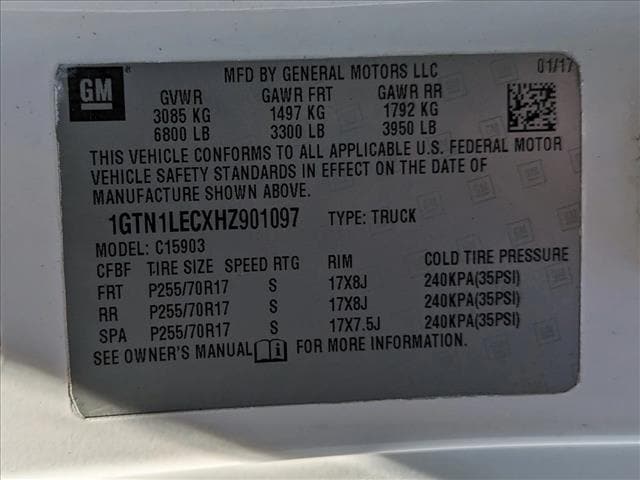 GM
MFD BY GENERAL MOTORS LLC 01/17
GVWR GAWR FRT GAWR RR
3085 KG 1497 KG 1792 KG
6800 LB 3300 LB 3950 LB
THIS VEHICLE CONFORMS TO ALL APPLICABLE U.S. FEDERAL MOTOR
VEHICLE SAFETY STANDARDS IN EFFECT ON THE DATE OF
MANUFACTURE SHOWN ABOVE.
1GTN1LECXHZ901097 TYPE: TRUCK
MODEL: C15903
CFBF TIRE SIZE SPEED RTG RIM COLD TIRE PRESSURE
FRT P255/70R17 S 17X8J 240KPA(35PSI)
RR P255/70R17 S 17X8J 240KPA(35PSI)
SPA P255/70R17 S 17X7.5J 240KPA(35PSI)
SEE OWNER'S MANUAL FOR MORE INFORMATION.